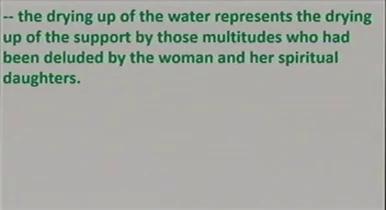 -- the drying up of the water represents the drying
up of the support by those multitudes who had
been deluded by the woman and her spiritual
daughters.